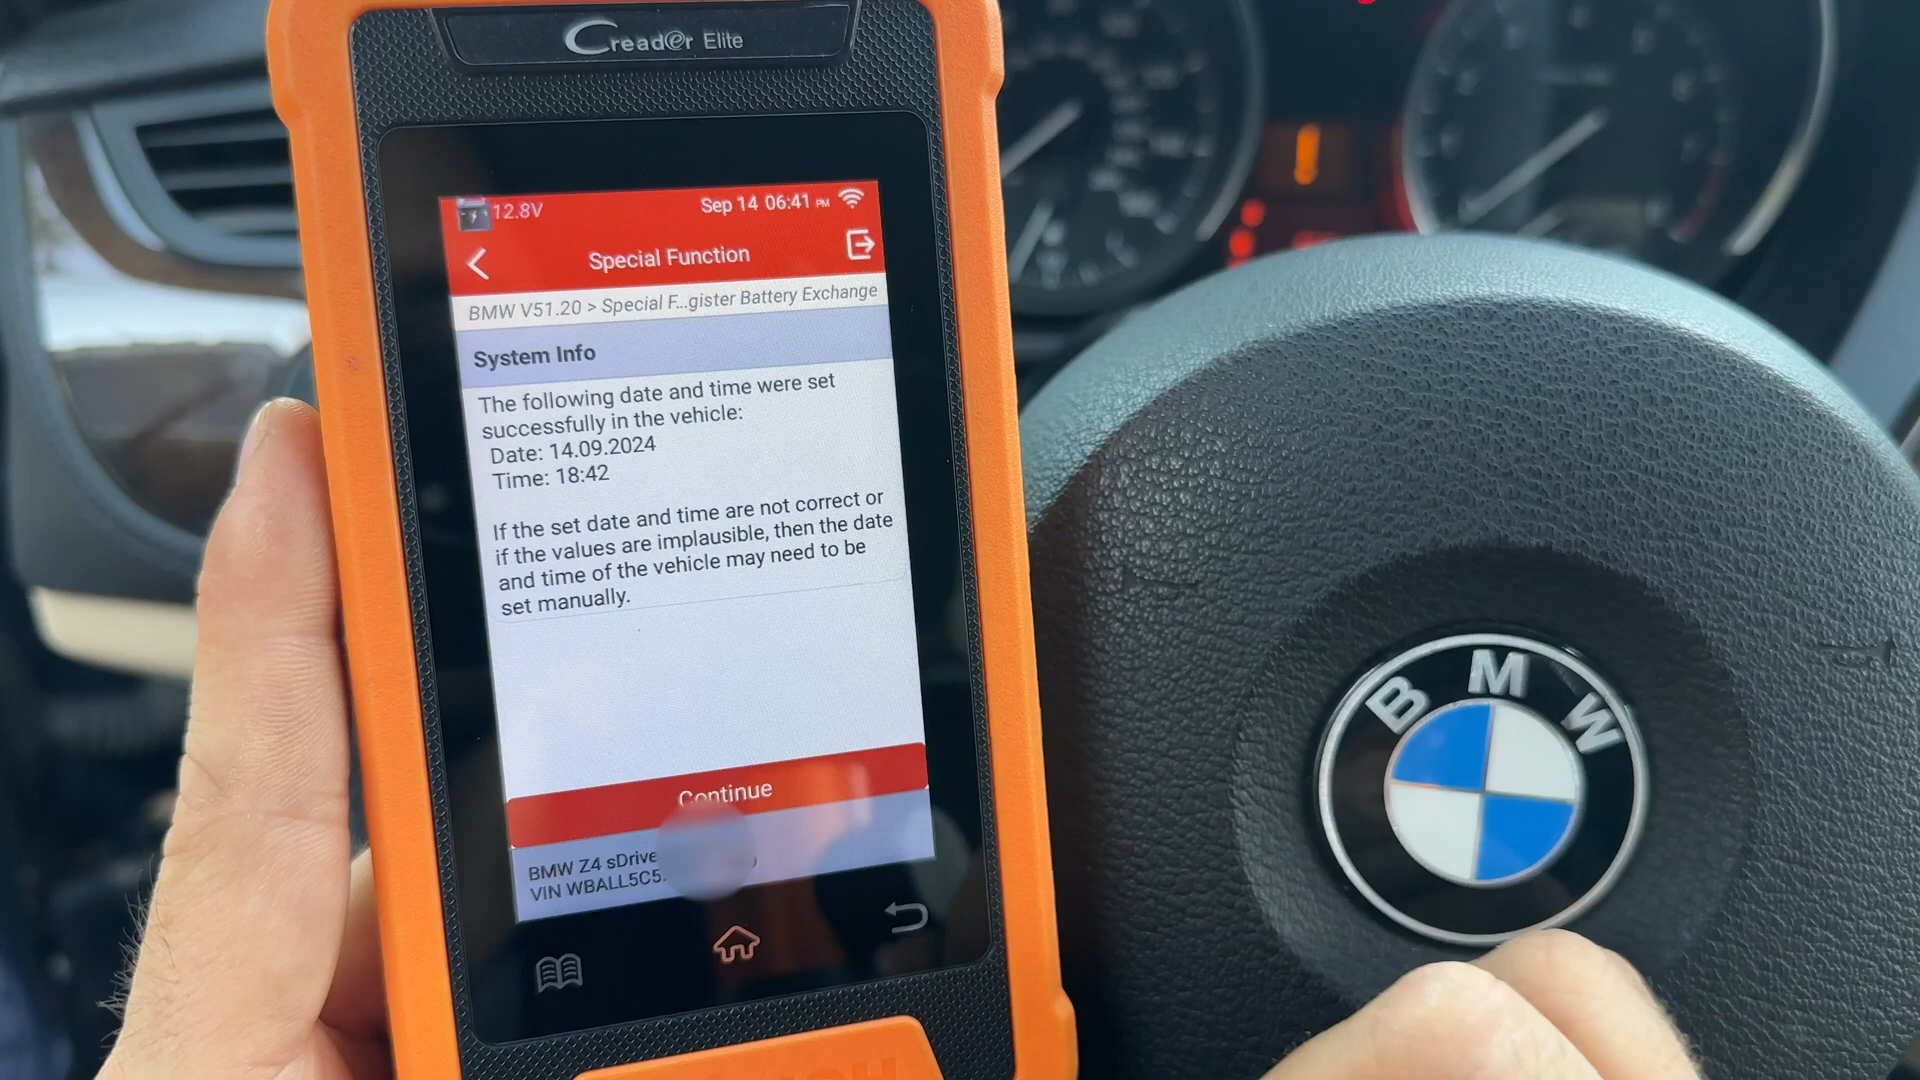 Creader Elite
12.8V
Sep 14 06:41 PM
Special Function
BMW V51.20 > Special F...gister Battery Exchange
System Info
The following date and time were set
successfully in the vehicle:
Date: 14.09.2024
Time: 18:42
If the set date and time are not correct or
if the values are implausible, then the date
and time of the vehicle may need to be
set manually.
Continue
BMW Z4 sDrive
VIN WBALL5C5.
BMW